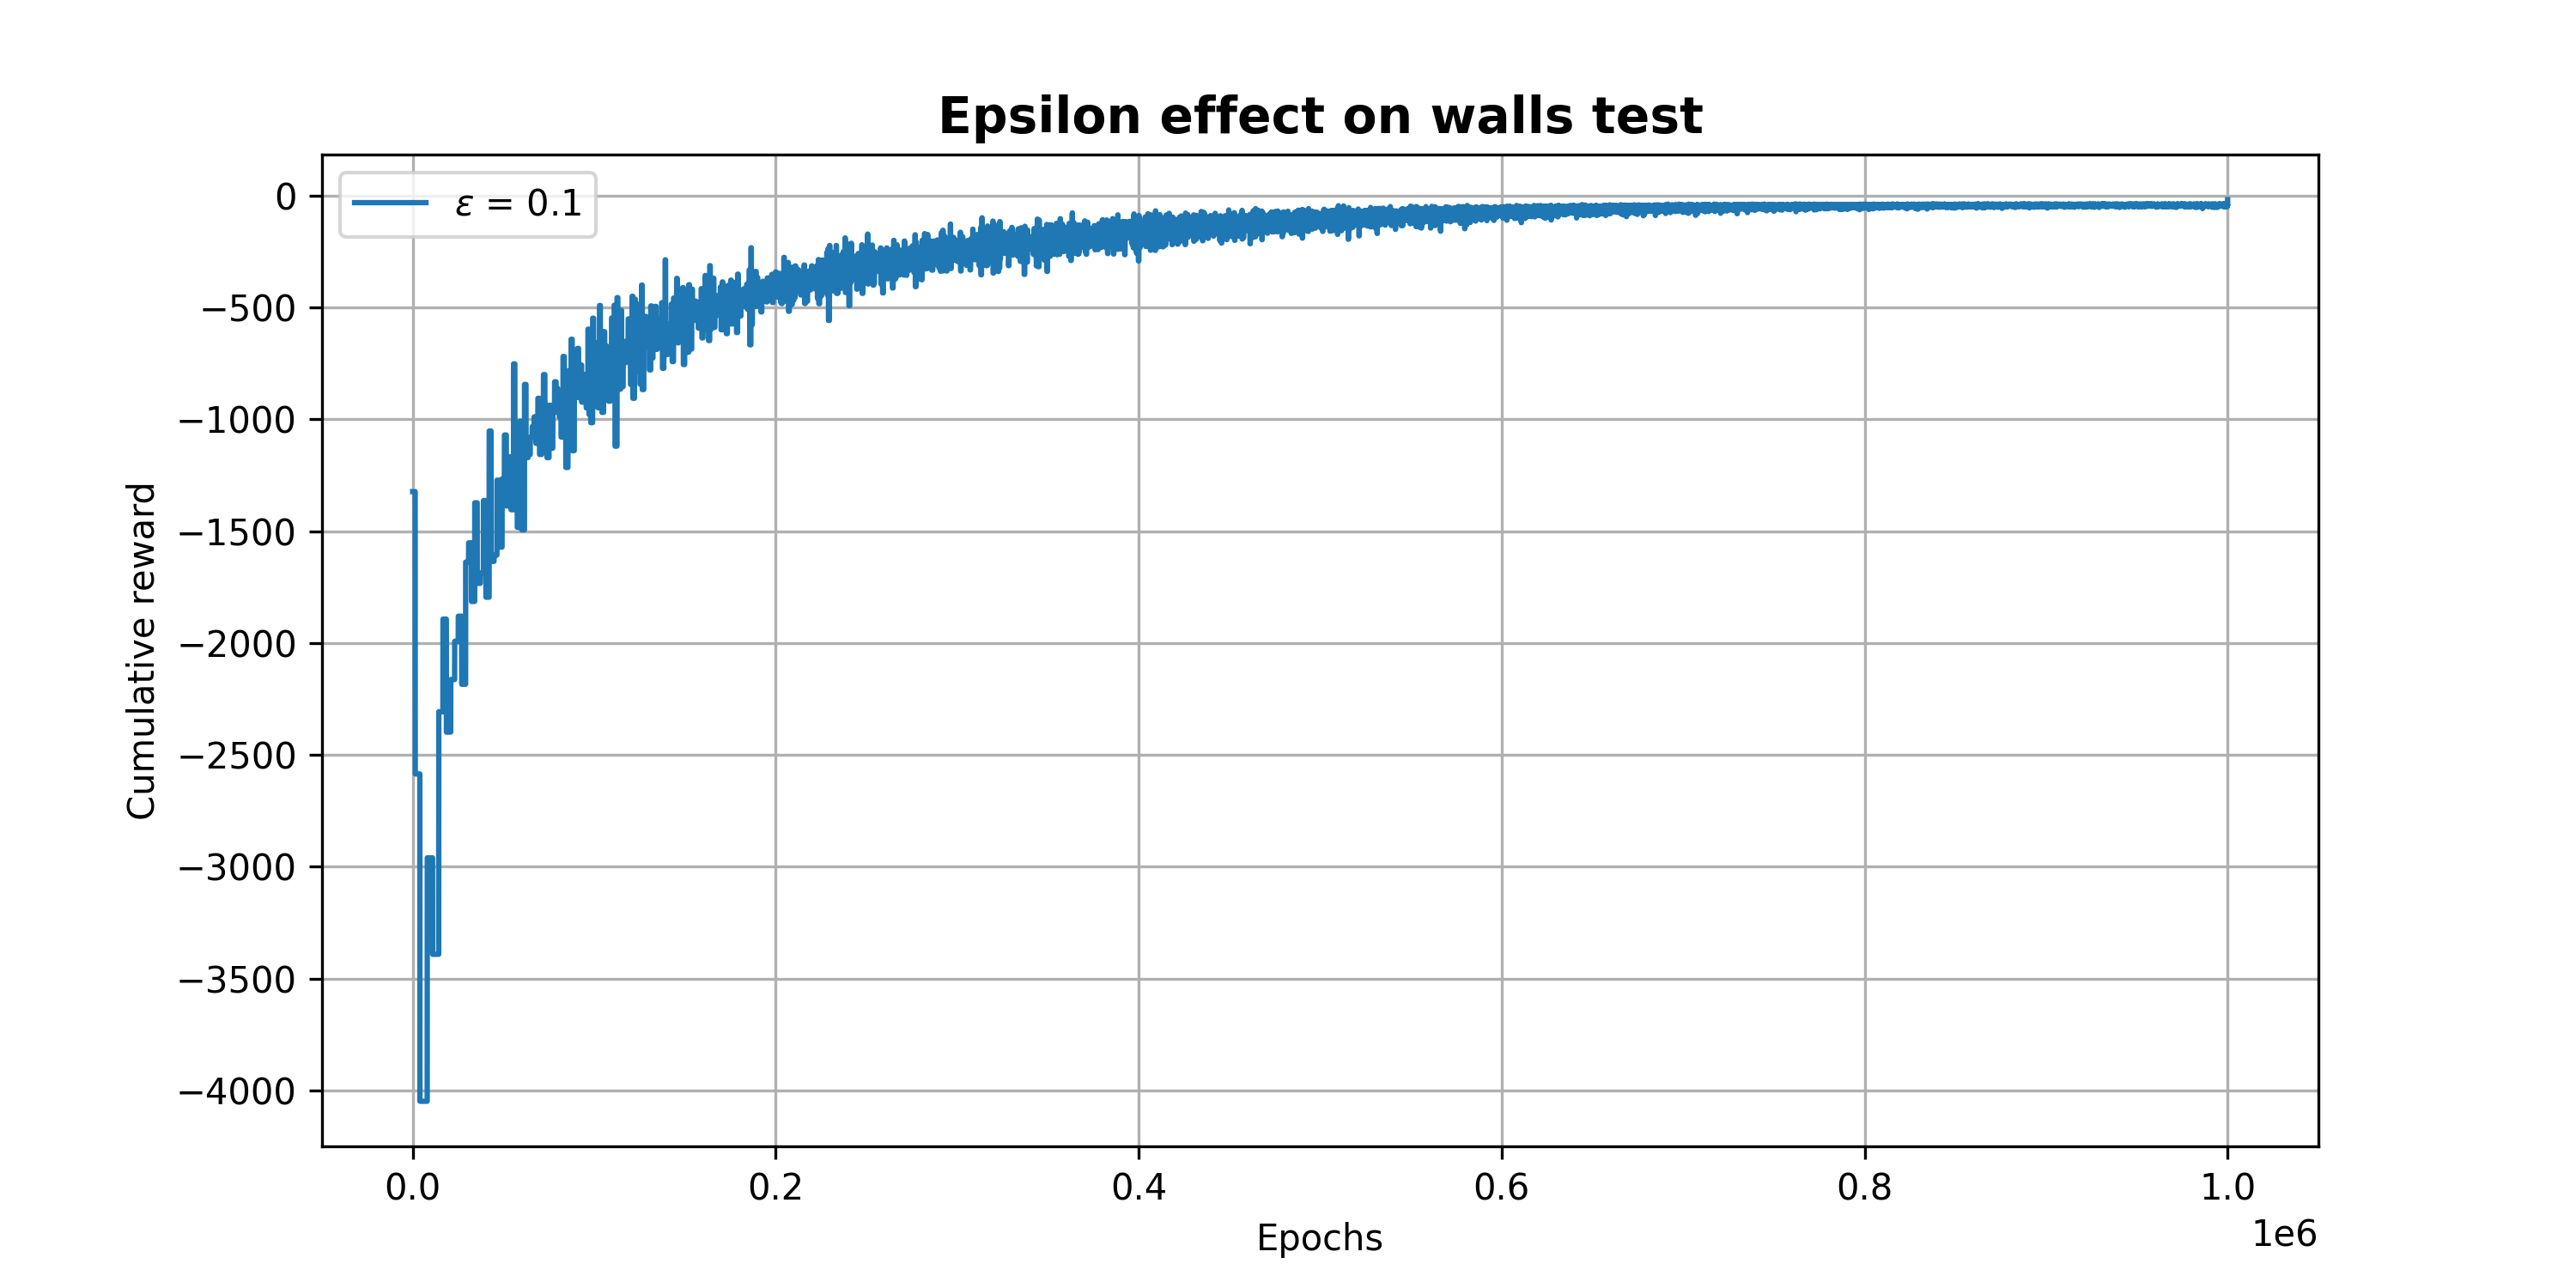 Epsilon effect on walls test
ε = 0.1
Cumulative reward
0
−500
−1000
−1500
−2000
−2500
−3000
−3500
−4000
0.0 0.2 0.4 0.6 0.8 1.0
1e6
Epochs